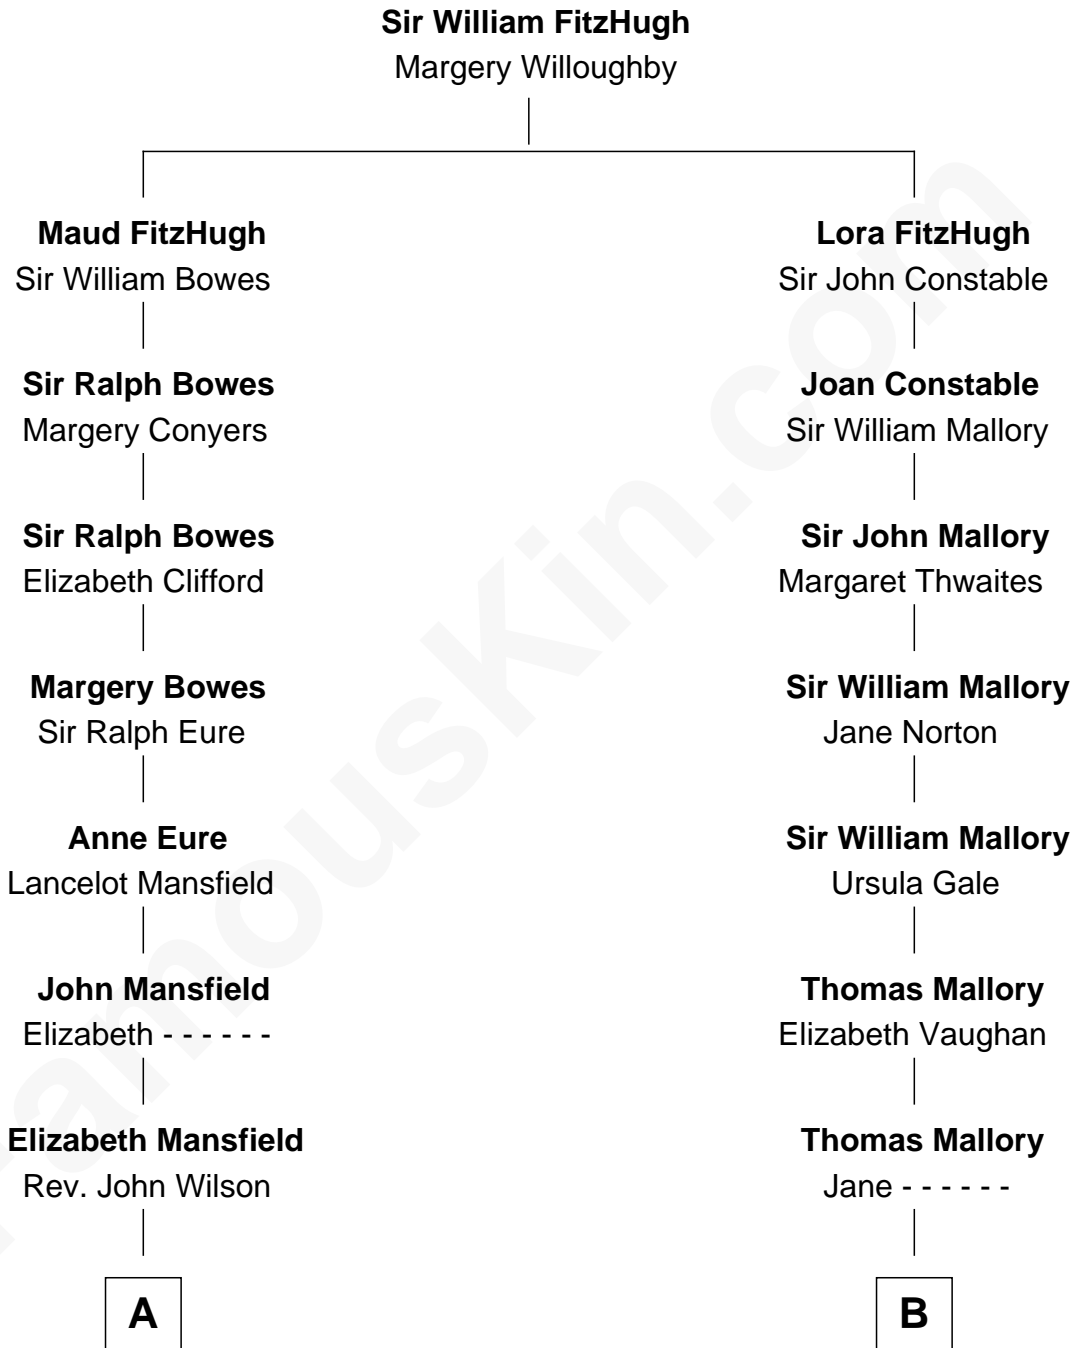 Sir William FitzHugh
Margery Willoughby
Maud FitzHugh
Sir William Bowes
Lora FitzHugh
Sir John Constable
Sir Ralph Bowes
Margery Conyers
Joan Constable
Sir William Mallory
Sir Ralph Bowes
Elizabeth Clifford
Sir John Mallory
Margaret Thwaites
Margery Bowes
Sir Ralph Eure
Sir William Mallory
Jane Norton
Anne Eure
Lancelot Mansfield
Sir William Mallory
Ursula Gale
John Mansfield
Elizabeth - - - - - -
Thomas Mallory
Elizabeth Vaughan
Elizabeth Mansfield
Rev. John Wilson
Thomas Mallory
Jane - - - - - -
A
B
FamousKin.com